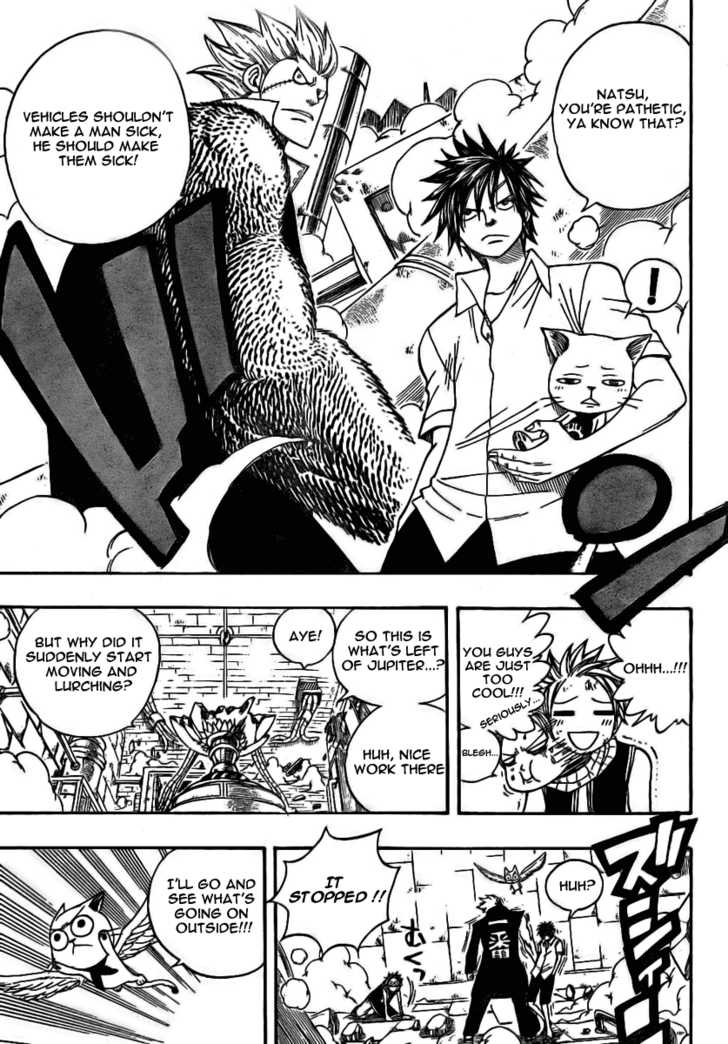 NATSU,
YOU'RE PATHETIC,
YA KNOW THAT?
VEHICLES SHOULDN'T
MAKE A MAN SICK,
HE SHOULD MAKE
THEM SICK!
!
OHHH...!!!
YOU GUYS
ARE JUST
TOO
COOL!!!
SERIOUSLY...
BLEGH...
SO THIS IS
WHAT'S LEFT
OF JUPITER...?
HUH, NICE
WORK THERE
AYE!
BUT WHY DID IT
SUDDENLY START
MOVING AND
LURCHING?
HUH?
IT
STOPPED!!
I'LL GO AND
SEE WHAT'S
GOING ON
OUTSIDE!!!